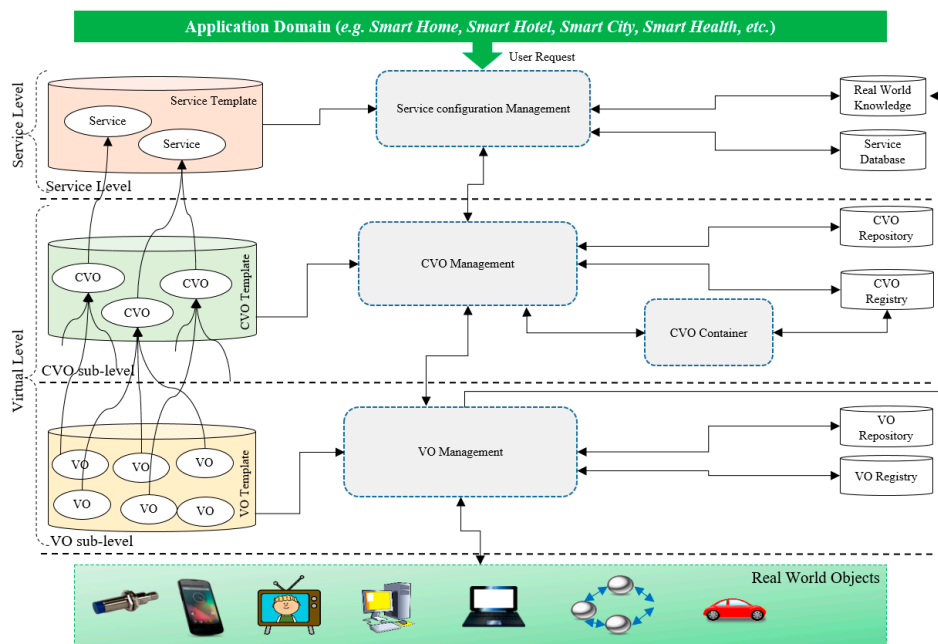 Application Domain (e.g. Smart Home, Smart Hotel, Smart City, Smart Health, etc.)
User Request
Service Level
Service Template
Service
Service
Service Level
Service configuration Management
Real World
Knowledge
Service
Database
Virtual Level
CVO
CVO
CVO
CVO Template
CVO sub-level
CVO Management
CVO Container
CVO
Repository
CVO
Registry
VO
VO
VO
VO
VO
VO
VO Template
VO sub-level
VO Management
VO
Repository
VO Registry
Real World Objects